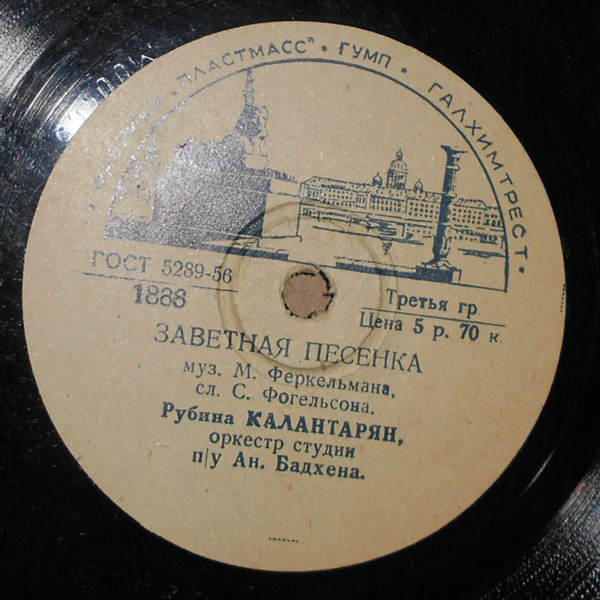 "ПЛАСТМАСС" • ГУМП • ГАЛХИМТРЕСТ •
ГОСТ 5289-56
1888
Третья гр.
Цена 5 р. 70 к.
ЗАВЕТНАЯ ПЕСЕНКА
муз. М. Феркельмана,
сл. С. Фогельсона.
Рубина КАЛАНТАРЯН,
оркестр студии
п/у Ан. Бадхена.